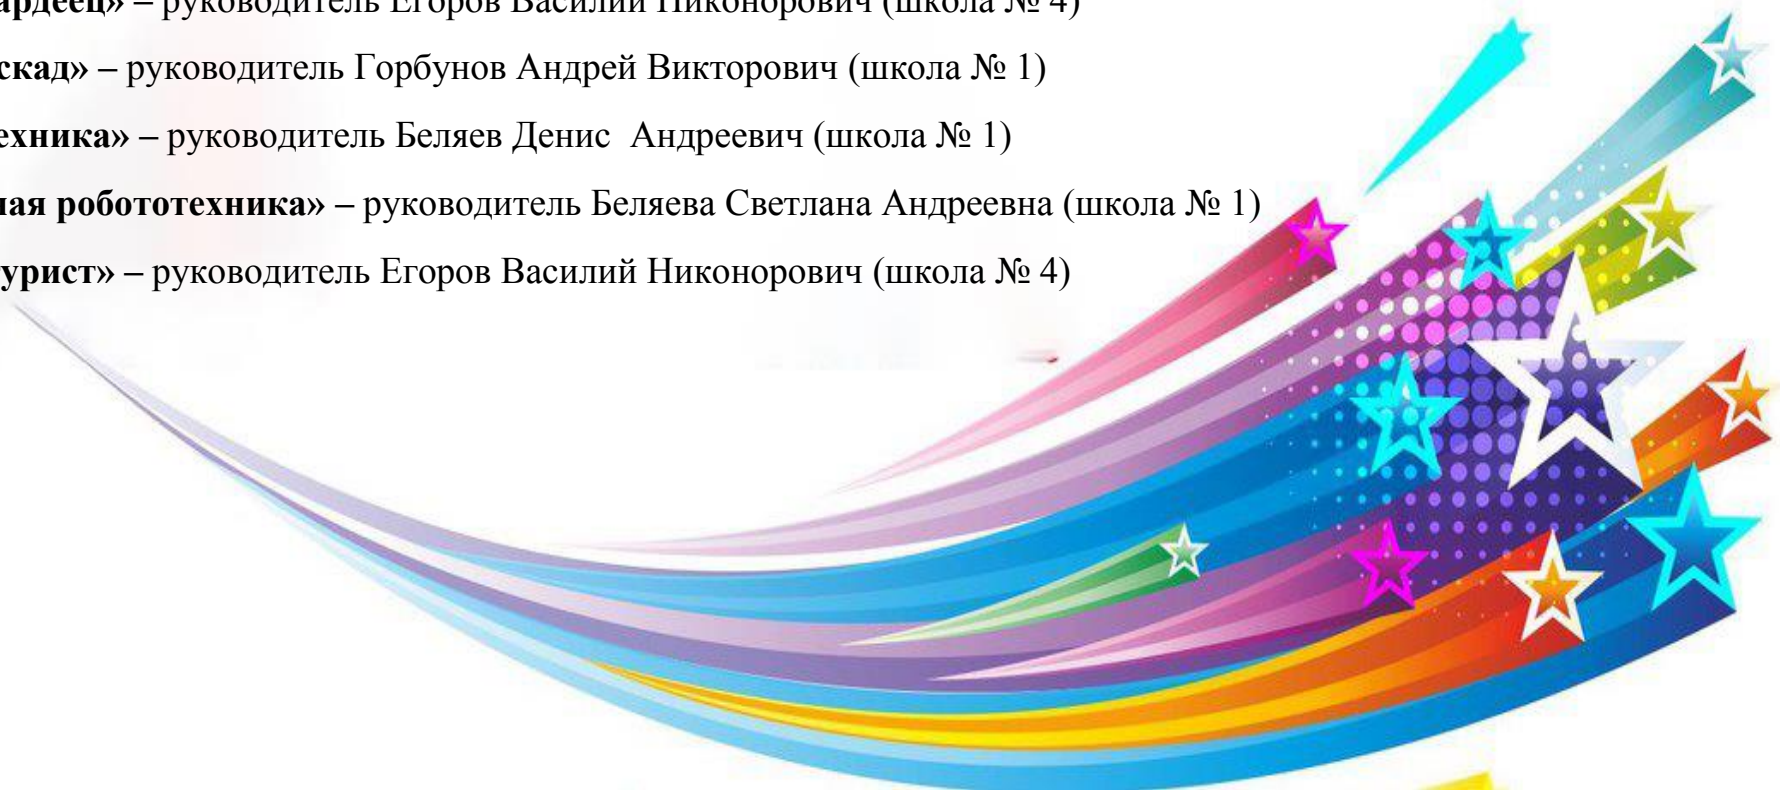 ардеец» – руководитель Егоров Василий Никонорович (школа № 4)
скад» – руководитель Горбунов Андрей Викторович (школа № 1)
ехника» – руководитель Беляев Денис  Андреевич (школа № 1)
ная робототехника» – руководитель Беляева Светлана Андреевна (школа № 1)
урист» – руководитель Егоров Василий Никонорович (школа № 4)